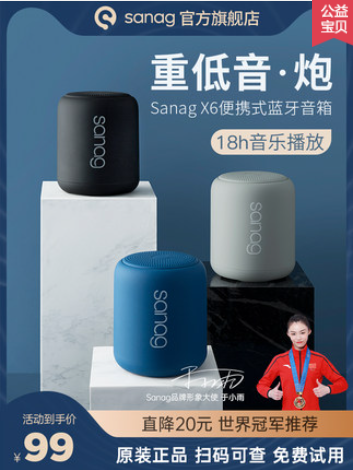 sanag 官方旗舰店
公益
宝贝
重低音·炮
Sanag X6便携式蓝牙音箱
18h音乐播放
sanag
sanag
sanag
Sanag品牌形象大使 于小雨
活动到手价
¥99
直降20元 世界冠军推荐
原装正品 扫码可查 免费试用